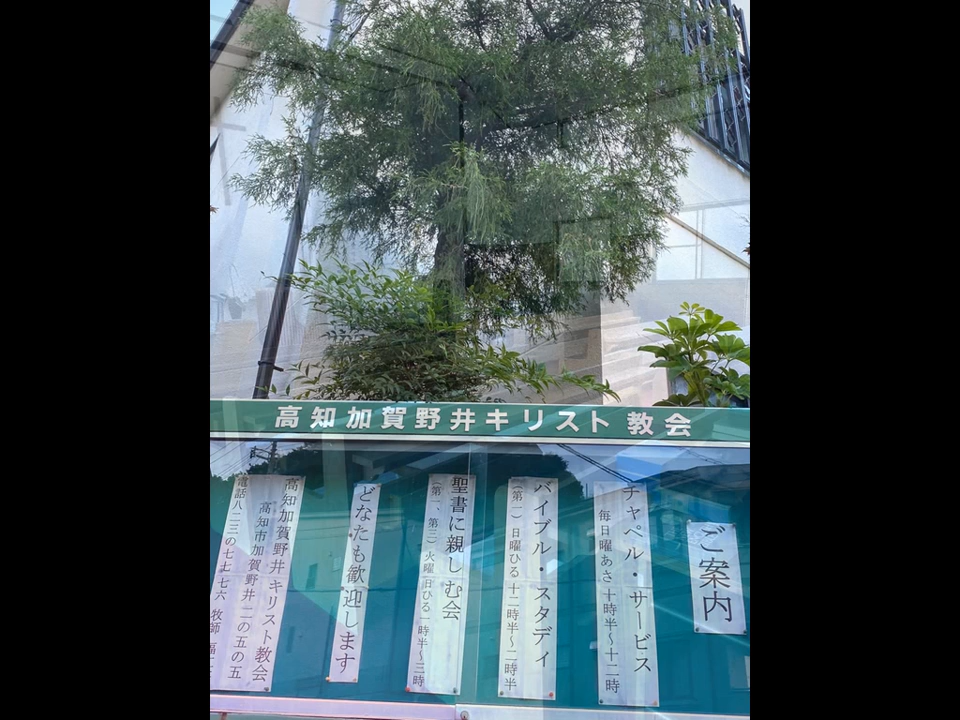 高知加賀野井キリスト教会
ご案内
チャペル・サービス
毎日曜あさ 十時半〜十二時
バイブル・スタディ
(第一) 日曜ひる 十二時半〜二時半
聖書に親しむ会
(第一、第三) 火曜日ひる一時半〜三時
どなたも歓迎します
高知加賀野井キリスト教会
高知市加賀野井二の五の五
電話八二三の七七七六 牧師 福